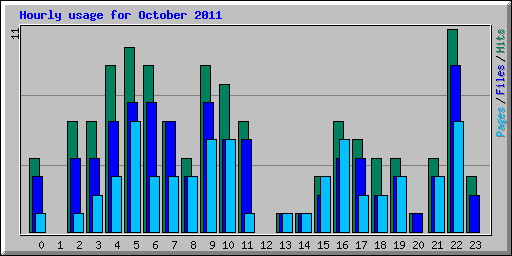 Hourly usage for October 2011
11
Pages / Files / Hits
0 1 2 3 4 5 6 7 8 9 10 11 12 13 14 15 16 17 18 19 20 21 22 23